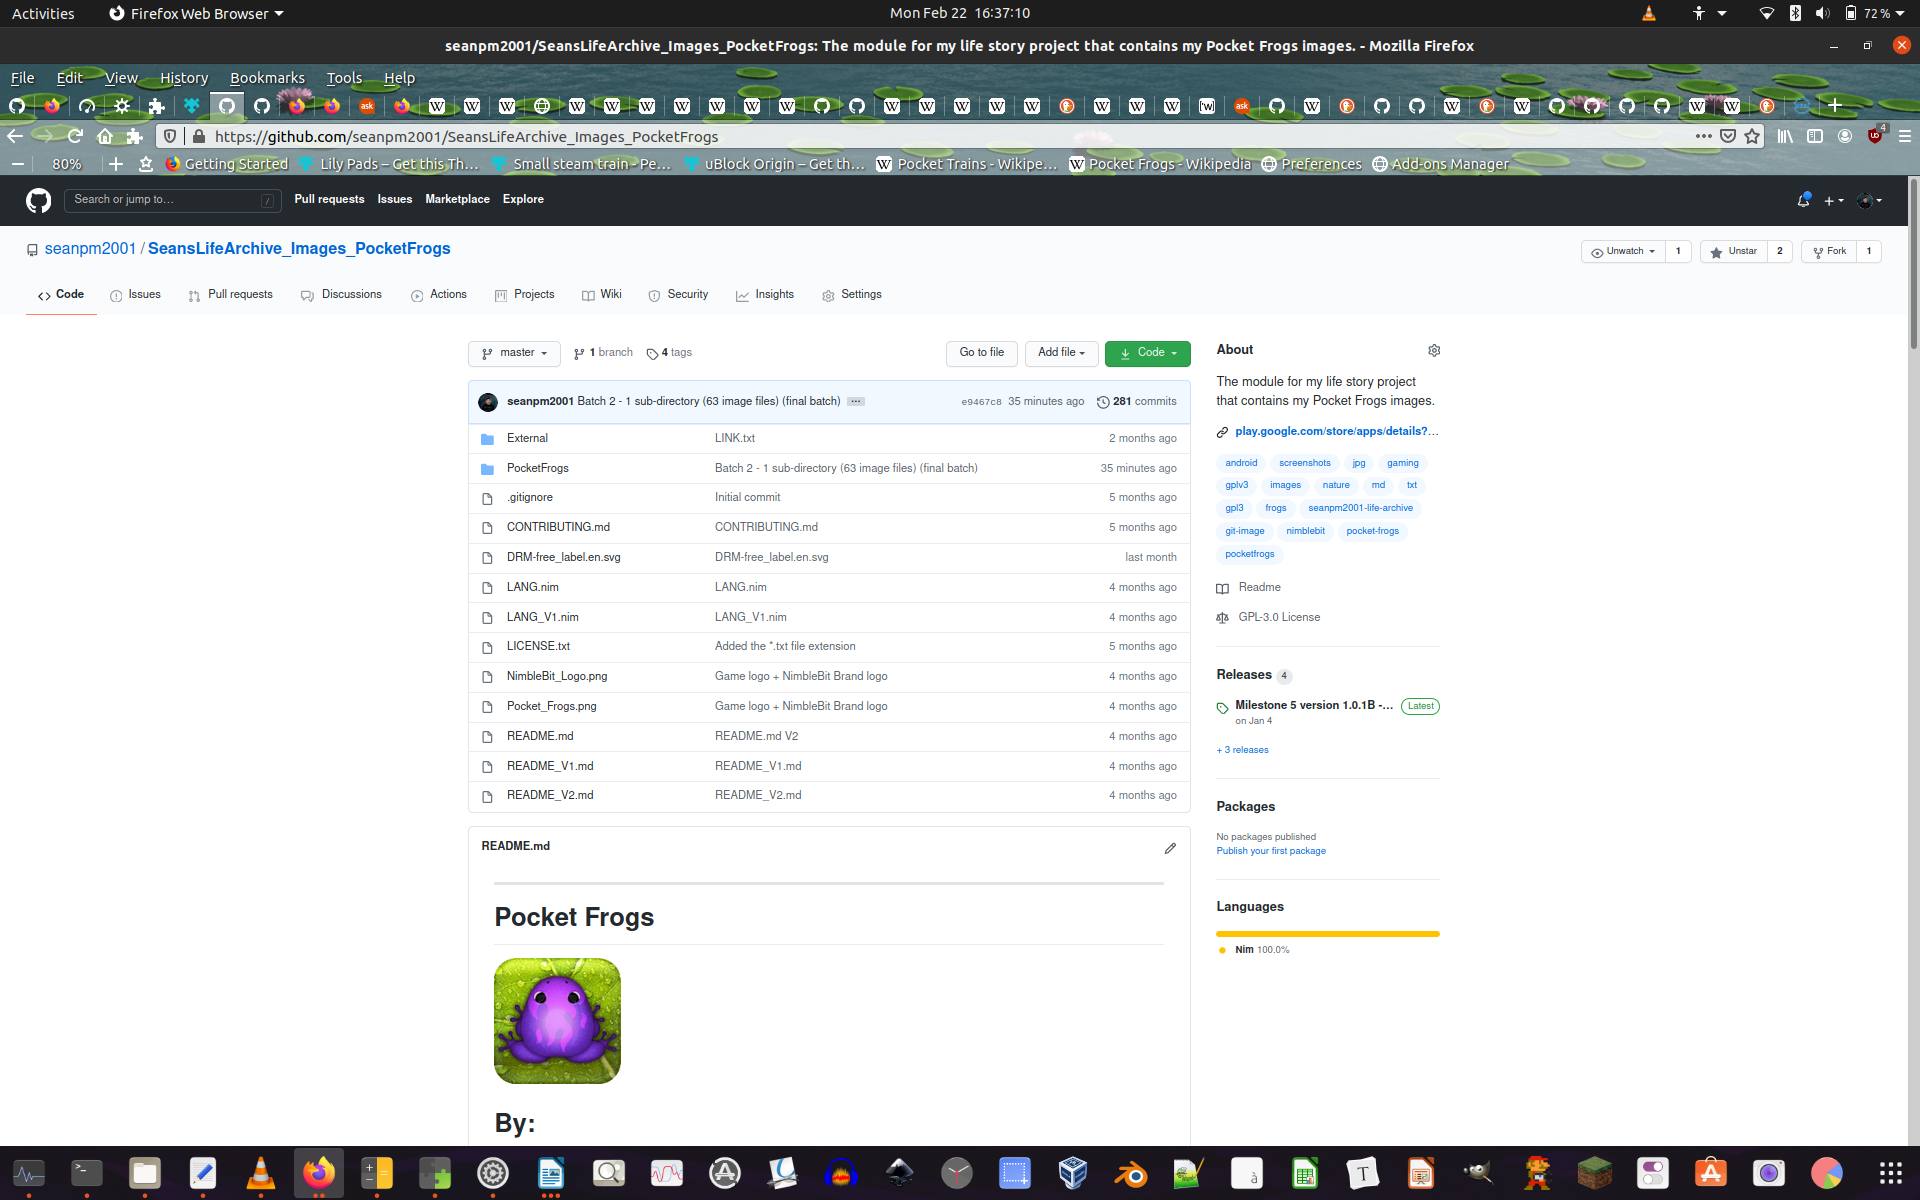 Activities Firefox Web Browser Mon Feb 22 16:37:10 72 %
seanpm2001/SeansLifeArchive_Images_PocketFrogs: The module for my life story project that contains my Pocket Frogs images. - Mozilla Firefox
File Edit View History Bookmarks Tools Help
https://github.com/seanpm2001/SeansLifeArchive_Images_PocketFrogs 4
80% Getting Started Lily Pads – Get this Th… Small steam train - Pe… uBlock Origin – Get th… Pocket Trains - Wikipe… Pocket Frogs - Wikipedia Preferences Add-ons Manager
Search or jump to… / Pull requests Issues Marketplace Explore
seanpm2001 / SeansLifeArchive_Images_PocketFrogs Unwatch 1 Unstar 2 Fork 1
Code Issues Pull requests Discussions Actions Projects Wiki Security Insights Settings
master 1 branch 4 tags Go to file Add file Code
seanpm2001 Batch 2 - 1 sub-directory (63 image files) (final batch) ... e9467c8 35 minutes ago 281 commits
External LINK.txt 2 months ago
PocketFrogs Batch 2 - 1 sub-directory (63 image files) (final batch) 35 minutes ago
.gitignore Initial commit 5 months ago
CONTRIBUTING.md CONTRIBUTING.md 5 months ago
DRM-free_label.en.svg DRM-free_label.en.svg last month
LANG.nim LANG.nim 4 months ago
LANG_V1.nim LANG_V1.nim 4 months ago
LICENSE.txt Added the *.txt file extension 5 months ago
NimbleBit_Logo.png Game logo + NimbleBit Brand logo 4 months ago
Pocket_Frogs.png Game logo + NimbleBit Brand logo 4 months ago
README.md README.md V2 4 months ago
README_V1.md README_V1.md 4 months ago
README_V2.md README_V2.md 4 months ago
README.md
Pocket Frogs
By:
About
The module for my life story project
that contains my Pocket Frogs images.
play.google.com/store/apps/details?…
android screenshots jpg gaming
gplv3 images nature md txt
gpl3 frogs seanpm2001-life-archive
git-image nimblebit pocket-frogs
pocketfrogs
Readme
GPL-3.0 License
Releases 4
Milestone 5 version 1.0.1B -... Latest
on Jan 4
+ 3 releases
Packages
No packages published
Publish your first package
Languages
Nim 100.0%